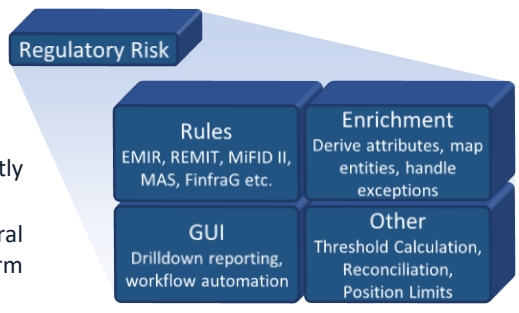 Regulatory Risk
Rules
EMIR, REMIT, MiFID II,
MAS, FinfraG etc.
Enrichment
Derive attributes, map
entities, handle
exceptions
GUI
Drilldown reporting,
workflow automation
Other
Threshold Calculation,
Reconciliation,
Position Limits